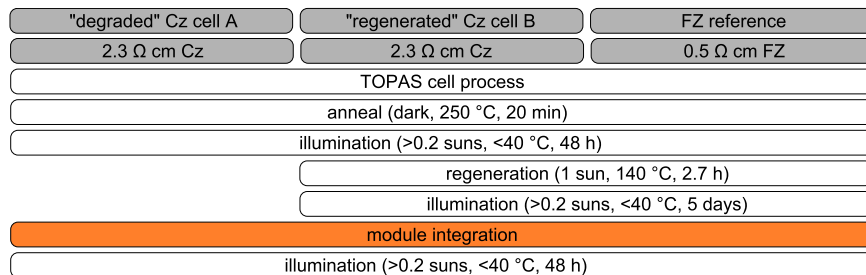 "degraded" Cz cell A
"regenerated" Cz cell B
FZ reference
2.3 Ω cm Cz
2.3 Ω cm Cz
0.5 Ω cm FZ
TOPAS cell process
anneal (dark, 250 °C, 20 min)
illumination (>0.2 suns, <40 °C, 48 h)
regeneration (1 sun, 140 °C, 2.7 h)
illumination (>0.2 suns, <40 °C, 5 days)
module integration
illumination (>0.2 suns, <40 °C, 48 h)